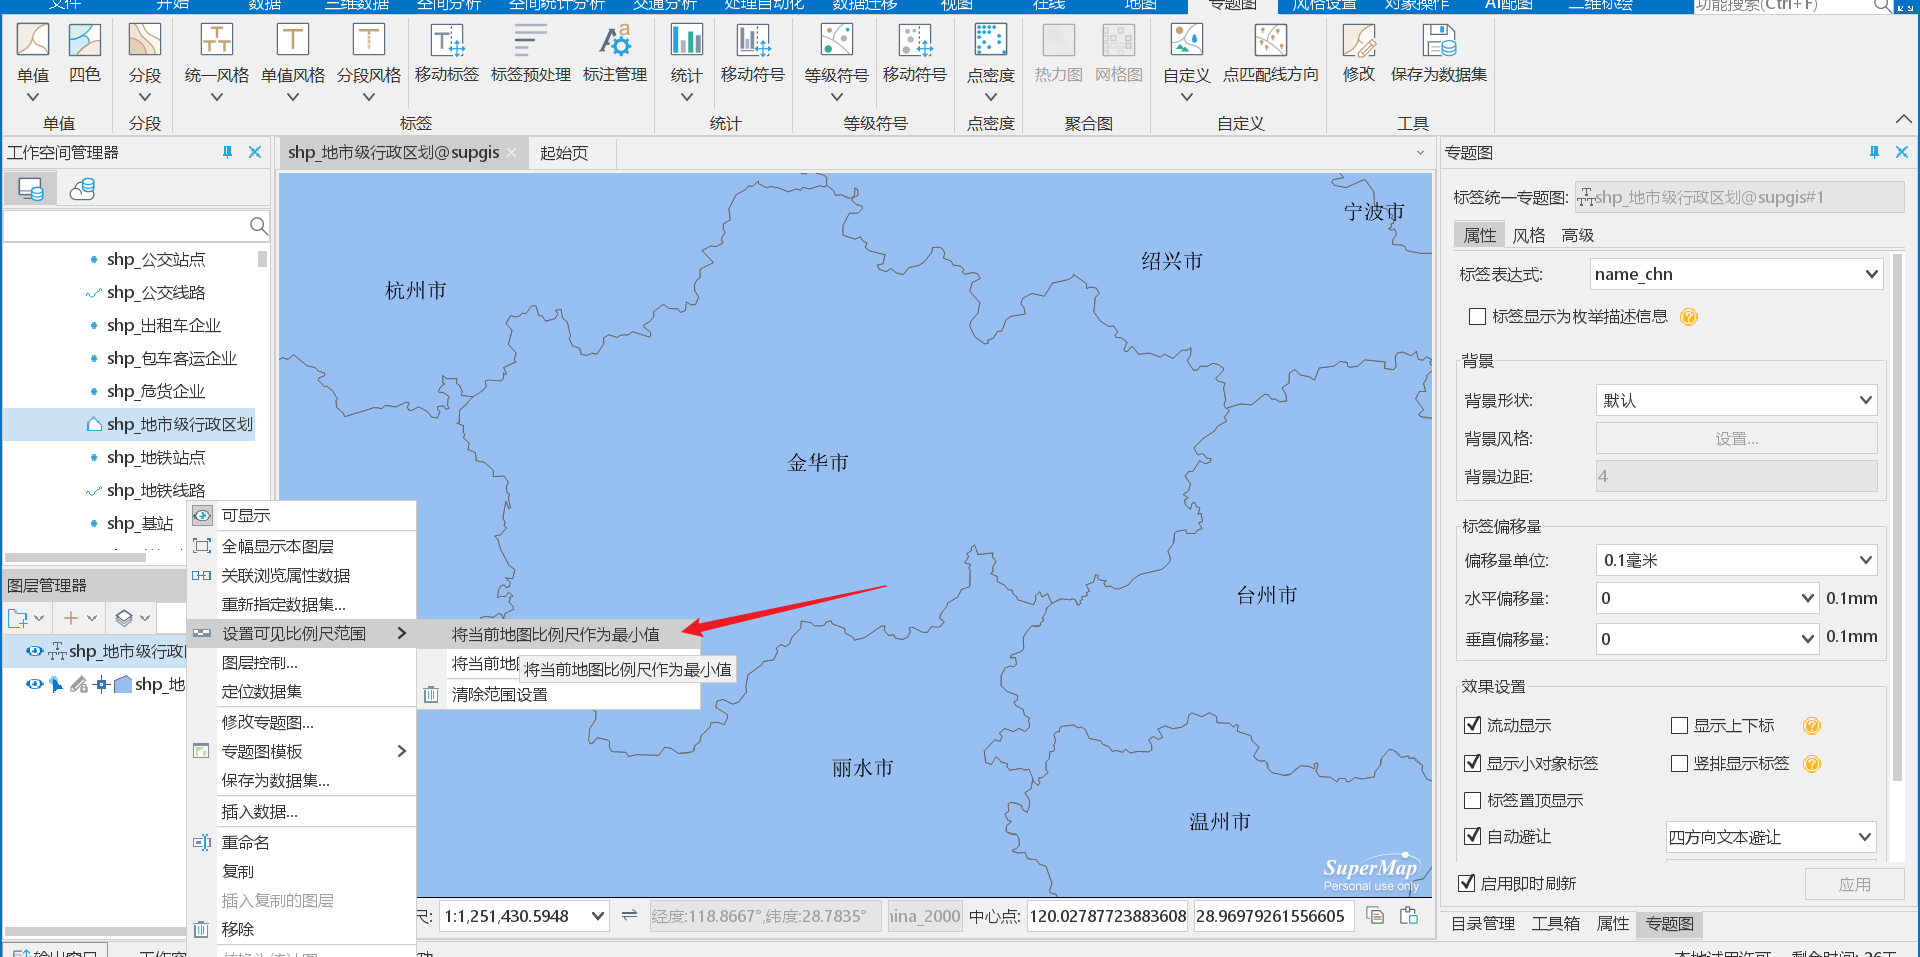 文件 开始 数据 三维数据 空间分析 空间统计分析 交通分析 处理自动化 数据迁移 视图 在线 地图 专题图 风格设置 对象操作 AI配图 二维标绘 功能搜索(Ctrl+F)
单值 四色 分段 统一风格 单值风格 分段风格 移动标签 标签预处理 标注管理 统计 移动符号 等级符号 移动符号 点密度 热力图 网格图 自定义 点匹配线方向 修改 保存为数据集
单值 分段 标签 统计 等级符号 点密度 聚合图 自定义 工具
工作空间管理器
shp_公交站点
shp_公交线路
shp_出租车企业
shp_包车客运企业
shp_危货企业
shp_地市级行政区划
shp_地铁站点
shp_地铁线路
shp_基站
图层管理器
shp_地市级行政
shp_地
可显示
全幅显示本图层
关联浏览属性数据
重新指定数据集...
设置可见比例尺范围
图层控制...
定位数据集
修改专题图...
专题图模板
保存为数据集...
插入数据...
重命名
复制
插入复制的图层
移除
将当前地图比例尺作为最小值
将当前地
将当前地图比例尺作为最小值
清除范围设置
shp_地市级行政区划@supgis
起始页
宁波市
绍兴市
杭州市
金华市
台州市
丽水市
温州市
SuperMap
Personal use only
尺: 1:1,251,430.5948 经度:118.8667°,纬度:28.7835° hina_2000 中心点: 120.02787723883608 28.96979261556605
专题图
标签统一专题图: shp_地市级行政区划@supgis#1
属性 风格 高级
标签表达式: name_chn
标签显示为枚举描述信息
背景
背景形状: 默认
背景风格: 设置...
背景边距: 4
标签偏移量
偏移量单位: 0.1毫米
水平偏移量: 0 0.1mm
垂直偏移量: 0 0.1mm
效果设置
流动显示 显示上下标
显示小对象标签 竖排显示标签
标签置顶显示
自动避让 四方向文本避让
启用即时刷新 应用
目录管理 工具箱 属性 专题图
输出窗口 工作空
本地试用许可 剩余时间: 26天